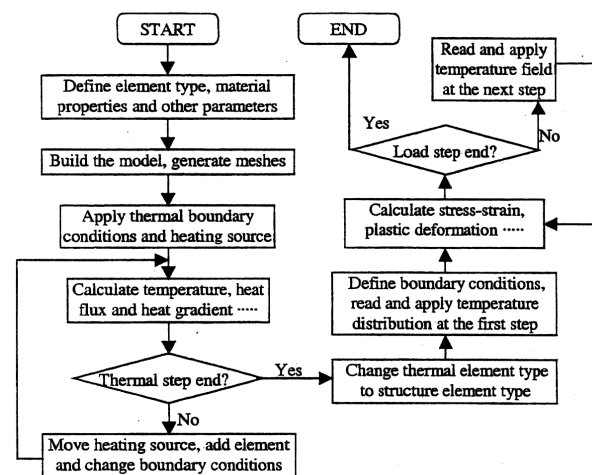 START
Define element type, material
properties and other parameters
Build the model, generate meshes
Apply thermal boundary
conditions and heating source
Calculate temperature, heat
flux and heat gradient ·····
Thermal step end?
Yes
No
Move heating source, add element
and change boundary conditions
Change thermal element type
to structure element type
Define boundary conditions,
read and apply temperature
distribution at the first step
Calculate stress-strain,
plastic deformation ·····
Load step end?
Yes
No
Read and apply
temperature field
at the next step
END